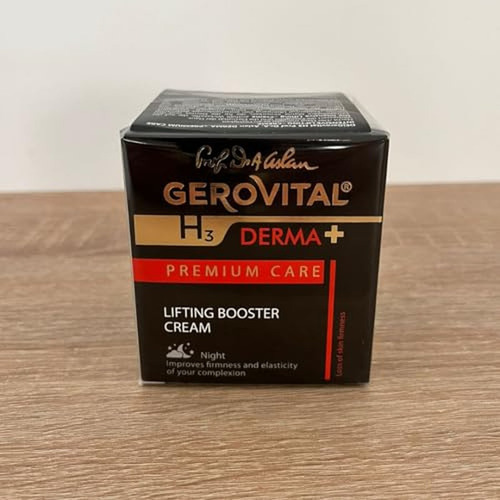 Prof. Dr A Aslan
GEROVITAL®
H3 DERMA+
PREMIUM CARE
LIFTING BOOSTER
CREAM
Night
Improves firmness and elasticity
of your complexion
Loss of skin firmness